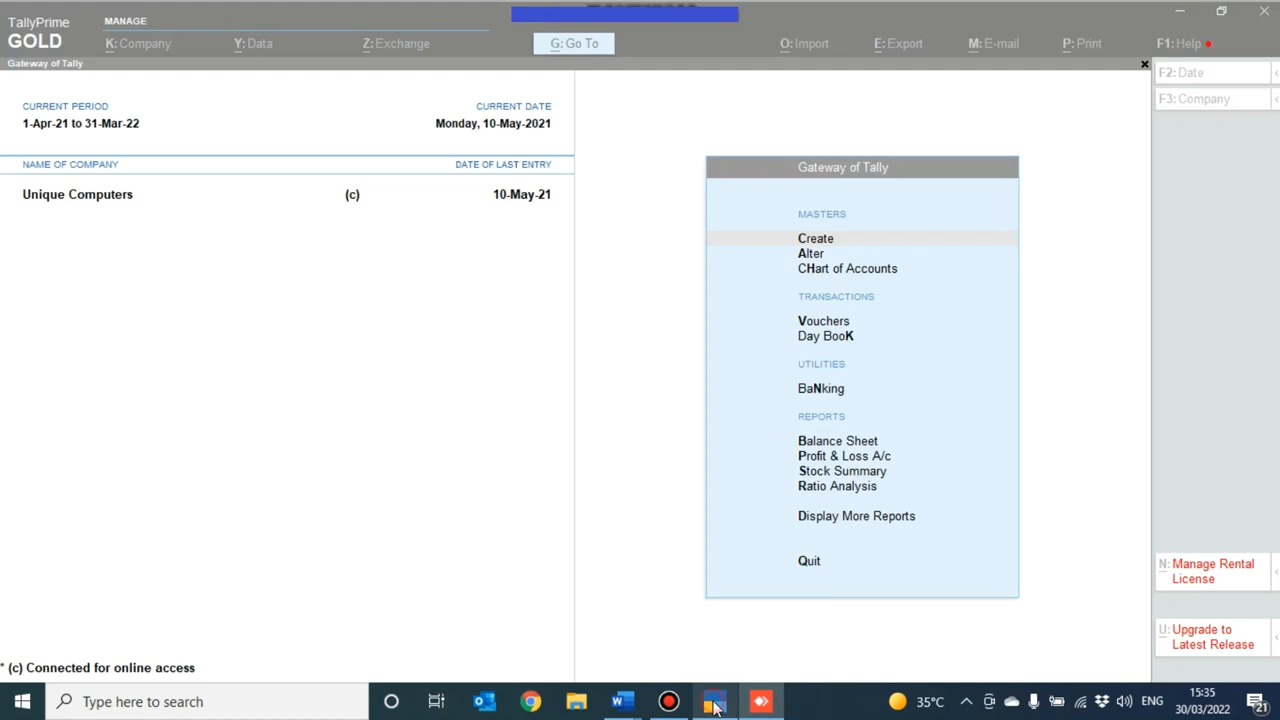 TallyPrime
GOLD
MANAGE
K: Company
Y: Data
Z: Exchange
G: Go To
O: Import
E: Export
M: E-mail
P: Print
F1: Help
Gateway of Tally
F2: Date
F3: Company
CURRENT PERIOD
CURRENT DATE
1-Apr-21 to 31-Mar-22
Monday, 10-May-2021
NAME OF COMPANY
DATE OF LAST ENTRY
Unique Computers
(c)
10-May-21
Gateway of Tally
MASTERS
Create
Alter
CHart of Accounts
TRANSACTIONS
Vouchers
Day BooK
UTILITIES
BaNking
REPORTS
Balance Sheet
Profit & Loss A/c
Stock Summary
Ratio Analysis
Display More Reports
Quit
N: Manage Rental
License
U: Upgrade to
Latest Release
* (c) Connected for online access
Type here to search
35°C
ENG
15:35
30/03/2022
21